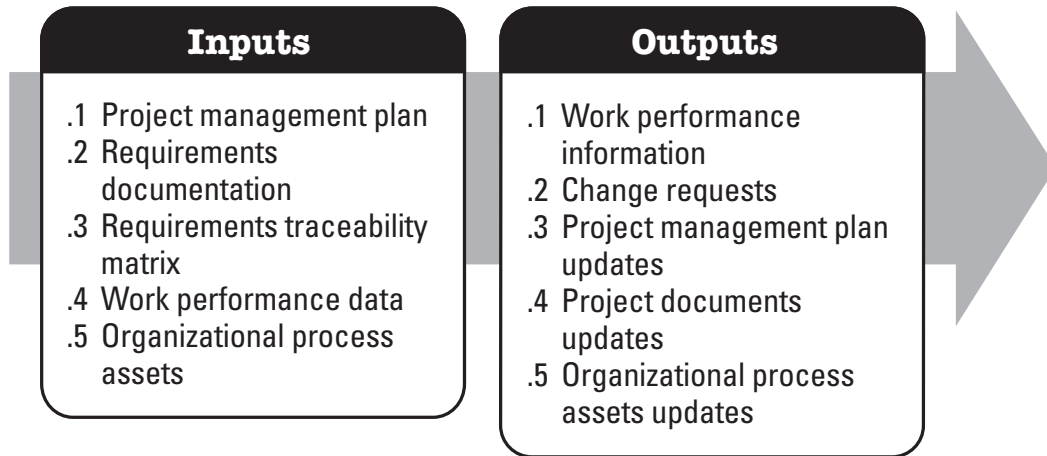 Inputs
.1 Project management plan
.2 Requirements
documentation
.3 Requirements traceability
matrix
.4 Work performance data
.5 Organizational process
assets
Outputs
.1 Work performance
information
.2 Change requests
.3 Project management plan
updates
.4 Project documents
updates
.5 Organizational process
assets updates